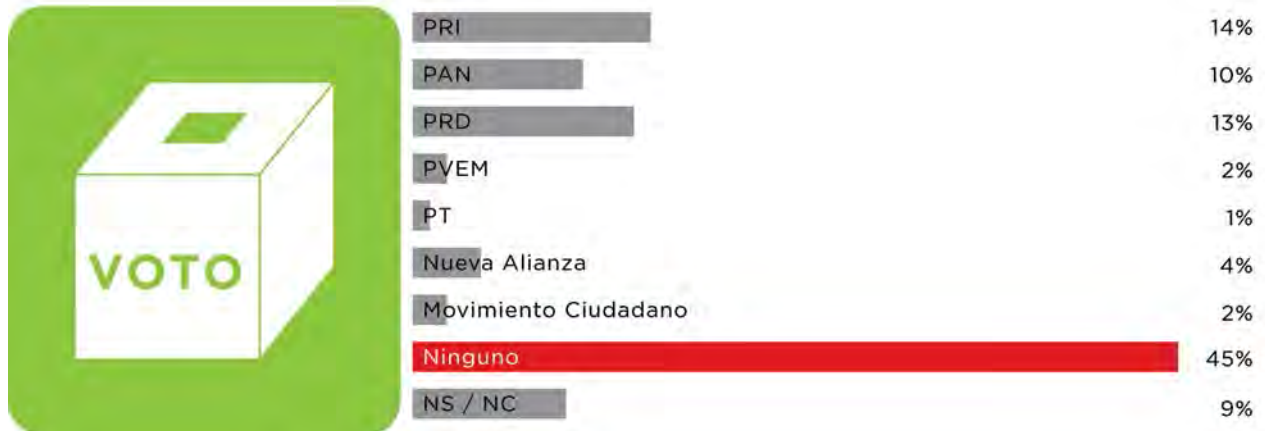 VOTO
PRI 14%
PAN 10%
PRD 13%
PVEM 2%
PT 1%
Nueva Alianza 4%
Movimiento Ciudadano 2%
Ninguno 45%
NS / NC 9%